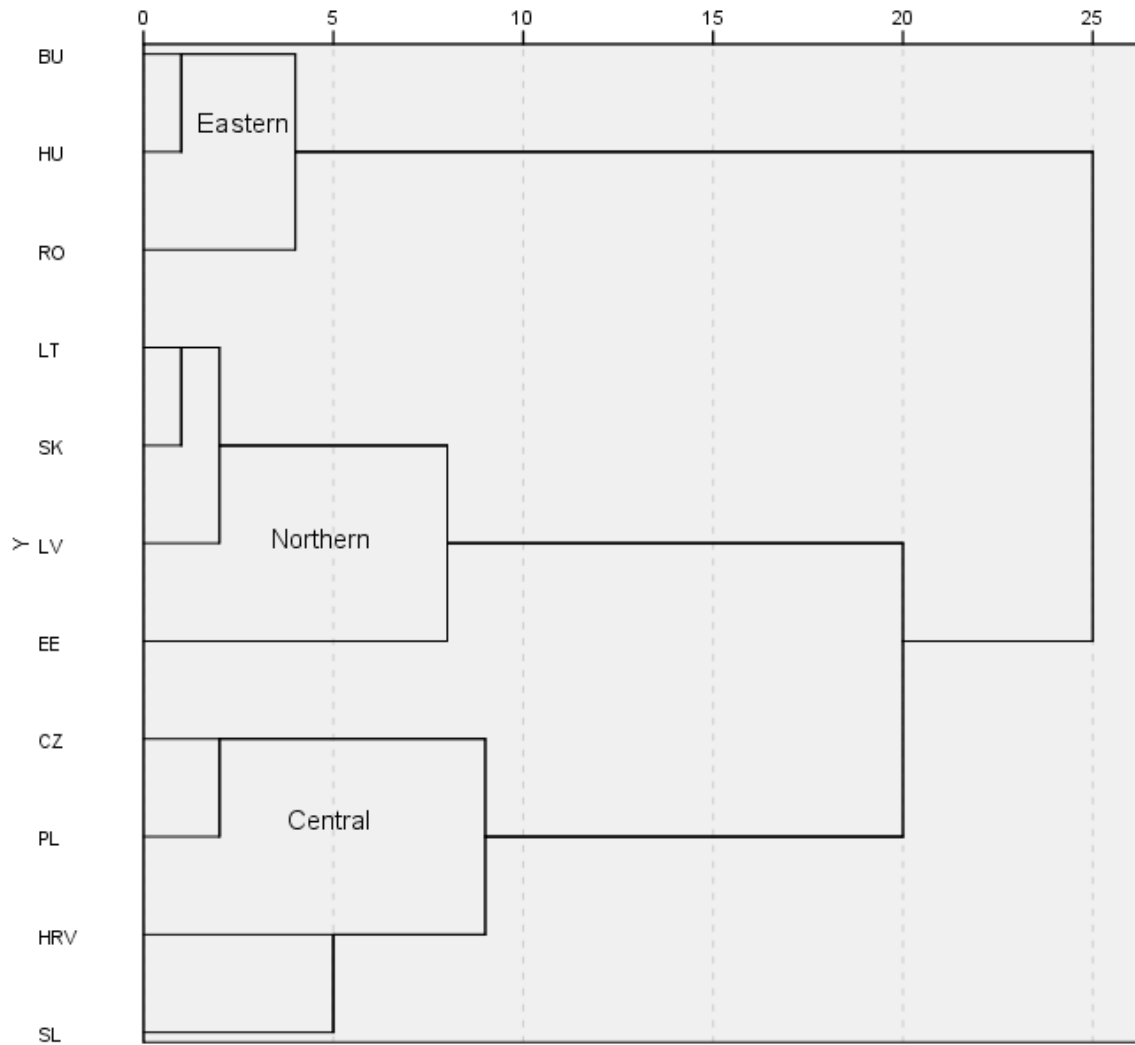 0 5 10 15 20 25
BU
Eastern
HU
RO
LT
SK
Y
LV
Northern
EE
CZ
Central
PL
HRV
SL